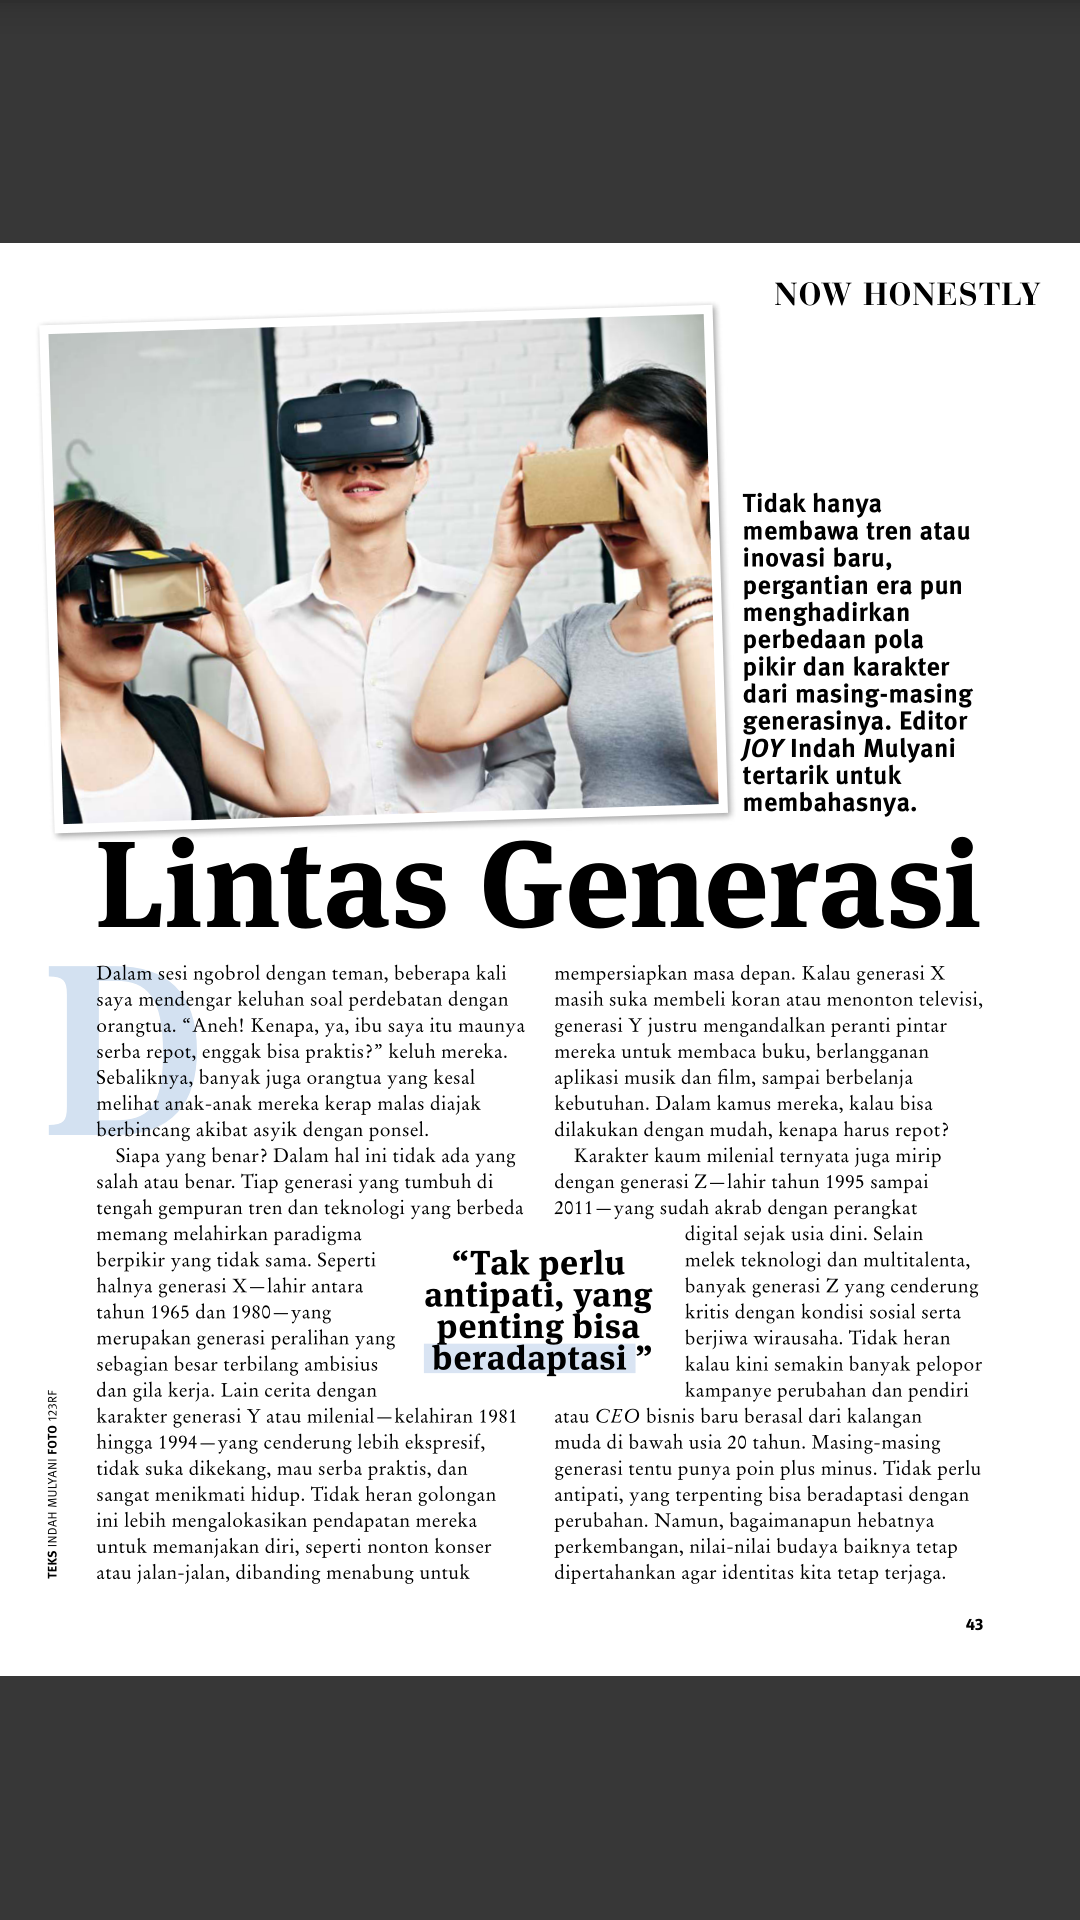 NOW HONESTLY
Tidak hanya
membawa tren atau
inovasi baru,
pergantian era pun
menghadirkan
perbedaan pola
pikir dan karakter
dari masing-masing
generasinya. Editor
JOY Indah Mulyani
tertarik untuk
membahasnya.
Lintas Generasi
Dalam sesi ngobrol dengan teman, beberapa kali
saya mendengar keluhan soal perdebatan dengan
orangtua. “Aneh! Kenapa, ya, ibu saya itu maunya
serba repot, enggak bisa praktis?” keluh mereka.
Sebaliknya, banyak juga orangtua yang kesal
melihat anak-anak mereka kerap malas diajak
berbincang akibat asyik dengan ponsel.
Siapa yang benar? Dalam hal ini tidak ada yang
salah atau benar. Tiap generasi yang tumbuh di
tengah gempuran tren dan teknologi yang berbeda
memang melahirkan paradigma
berpikir yang tidak sama. Seperti
halnya generasi X—lahir antara
tahun 1965 dan 1980—yang
merupakan generasi peralihan yang
sebagian besar terbilang ambisius
dan gila kerja. Lain cerita dengan
karakter generasi Y atau milenial—kelahiran 1981
hingga 1994—yang cenderung lebih ekspresif,
tidak suka dikekang, mau serba praktis, dan
sangat menikmati hidup. Tidak heran golongan
ini lebih mengalokasikan pendapatan mereka
untuk memanjakan diri, seperti nonton konser
atau jalan-jalan, dibanding menabung untuk
“Tak perlu
antipati, yang
penting bisa
beradaptasi ”
mempersiapkan masa depan. Kalau generasi X
masih suka membeli koran atau menonton televisi,
generasi Y justru mengandalkan peranti pintar
mereka untuk membaca buku, berlangganan
aplikasi musik dan film, sampai berbelanja
kebutuhan. Dalam kamus mereka, kalau bisa
dilakukan dengan mudah, kenapa harus repot?
Karakter kaum milenial ternyata juga mirip
dengan generasi Z—lahir tahun 1995 sampai
2011—yang sudah akrab dengan perangkat
digital sejak usia dini. Selain
melek teknologi dan multitalenta,
banyak generasi Z yang cenderung
kritis dengan kondisi sosial serta
berjiwa wirausaha. Tidak heran
kalau kini semakin banyak pelopor
kampanye perubahan dan pendiri
atau CEO bisnis baru berasal dari kalangan
muda di bawah usia 20 tahun. Masing-masing
generasi tentu punya poin plus minus. Tidak perlu
antipati, yang terpenting bisa beradaptasi dengan
perubahan. Namun, bagaimanapun hebatnya
perkembangan, nilai-nilai budaya baiknya tetap
dipertahankan agar identitas kita tetap terjaga.
TEKS INDAH MULYANI FOTO 123RF
43